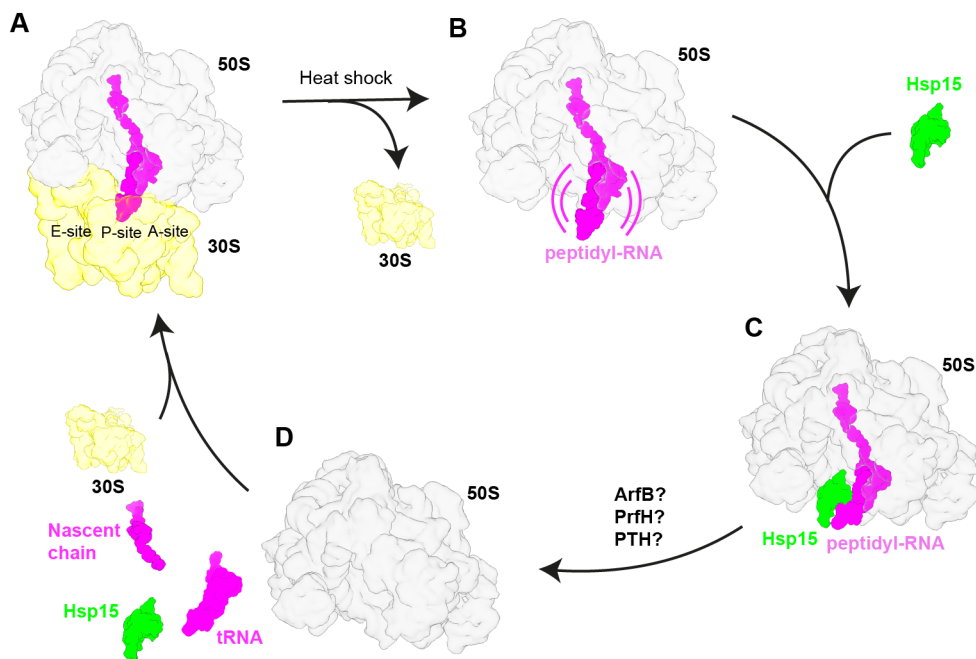 A
50S
E-site P-site A-site
30S
Heat shock
30S
B
50S
peptidyl-RNA
Hsp15
C
50S
Hsp15 peptidyl-RNA
ArfB?
PrfH?
PTH?
D
50S
30S
Nascent
chain
Hsp15
tRNA